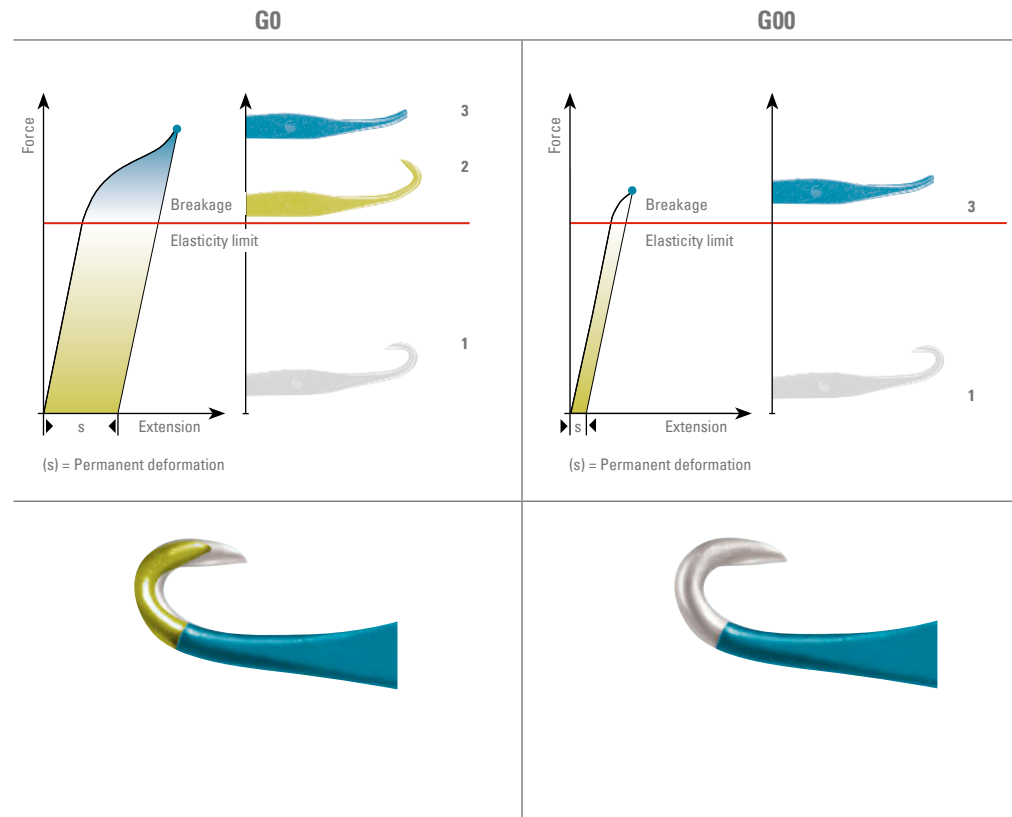 G0
Force
3
2
Breakage
Elasticity limit
1
s
Extension
(s) = Permanent deformation
G00
Force
Breakage
3
Elasticity limit
1
s
Extension
(s) = Permanent deformation